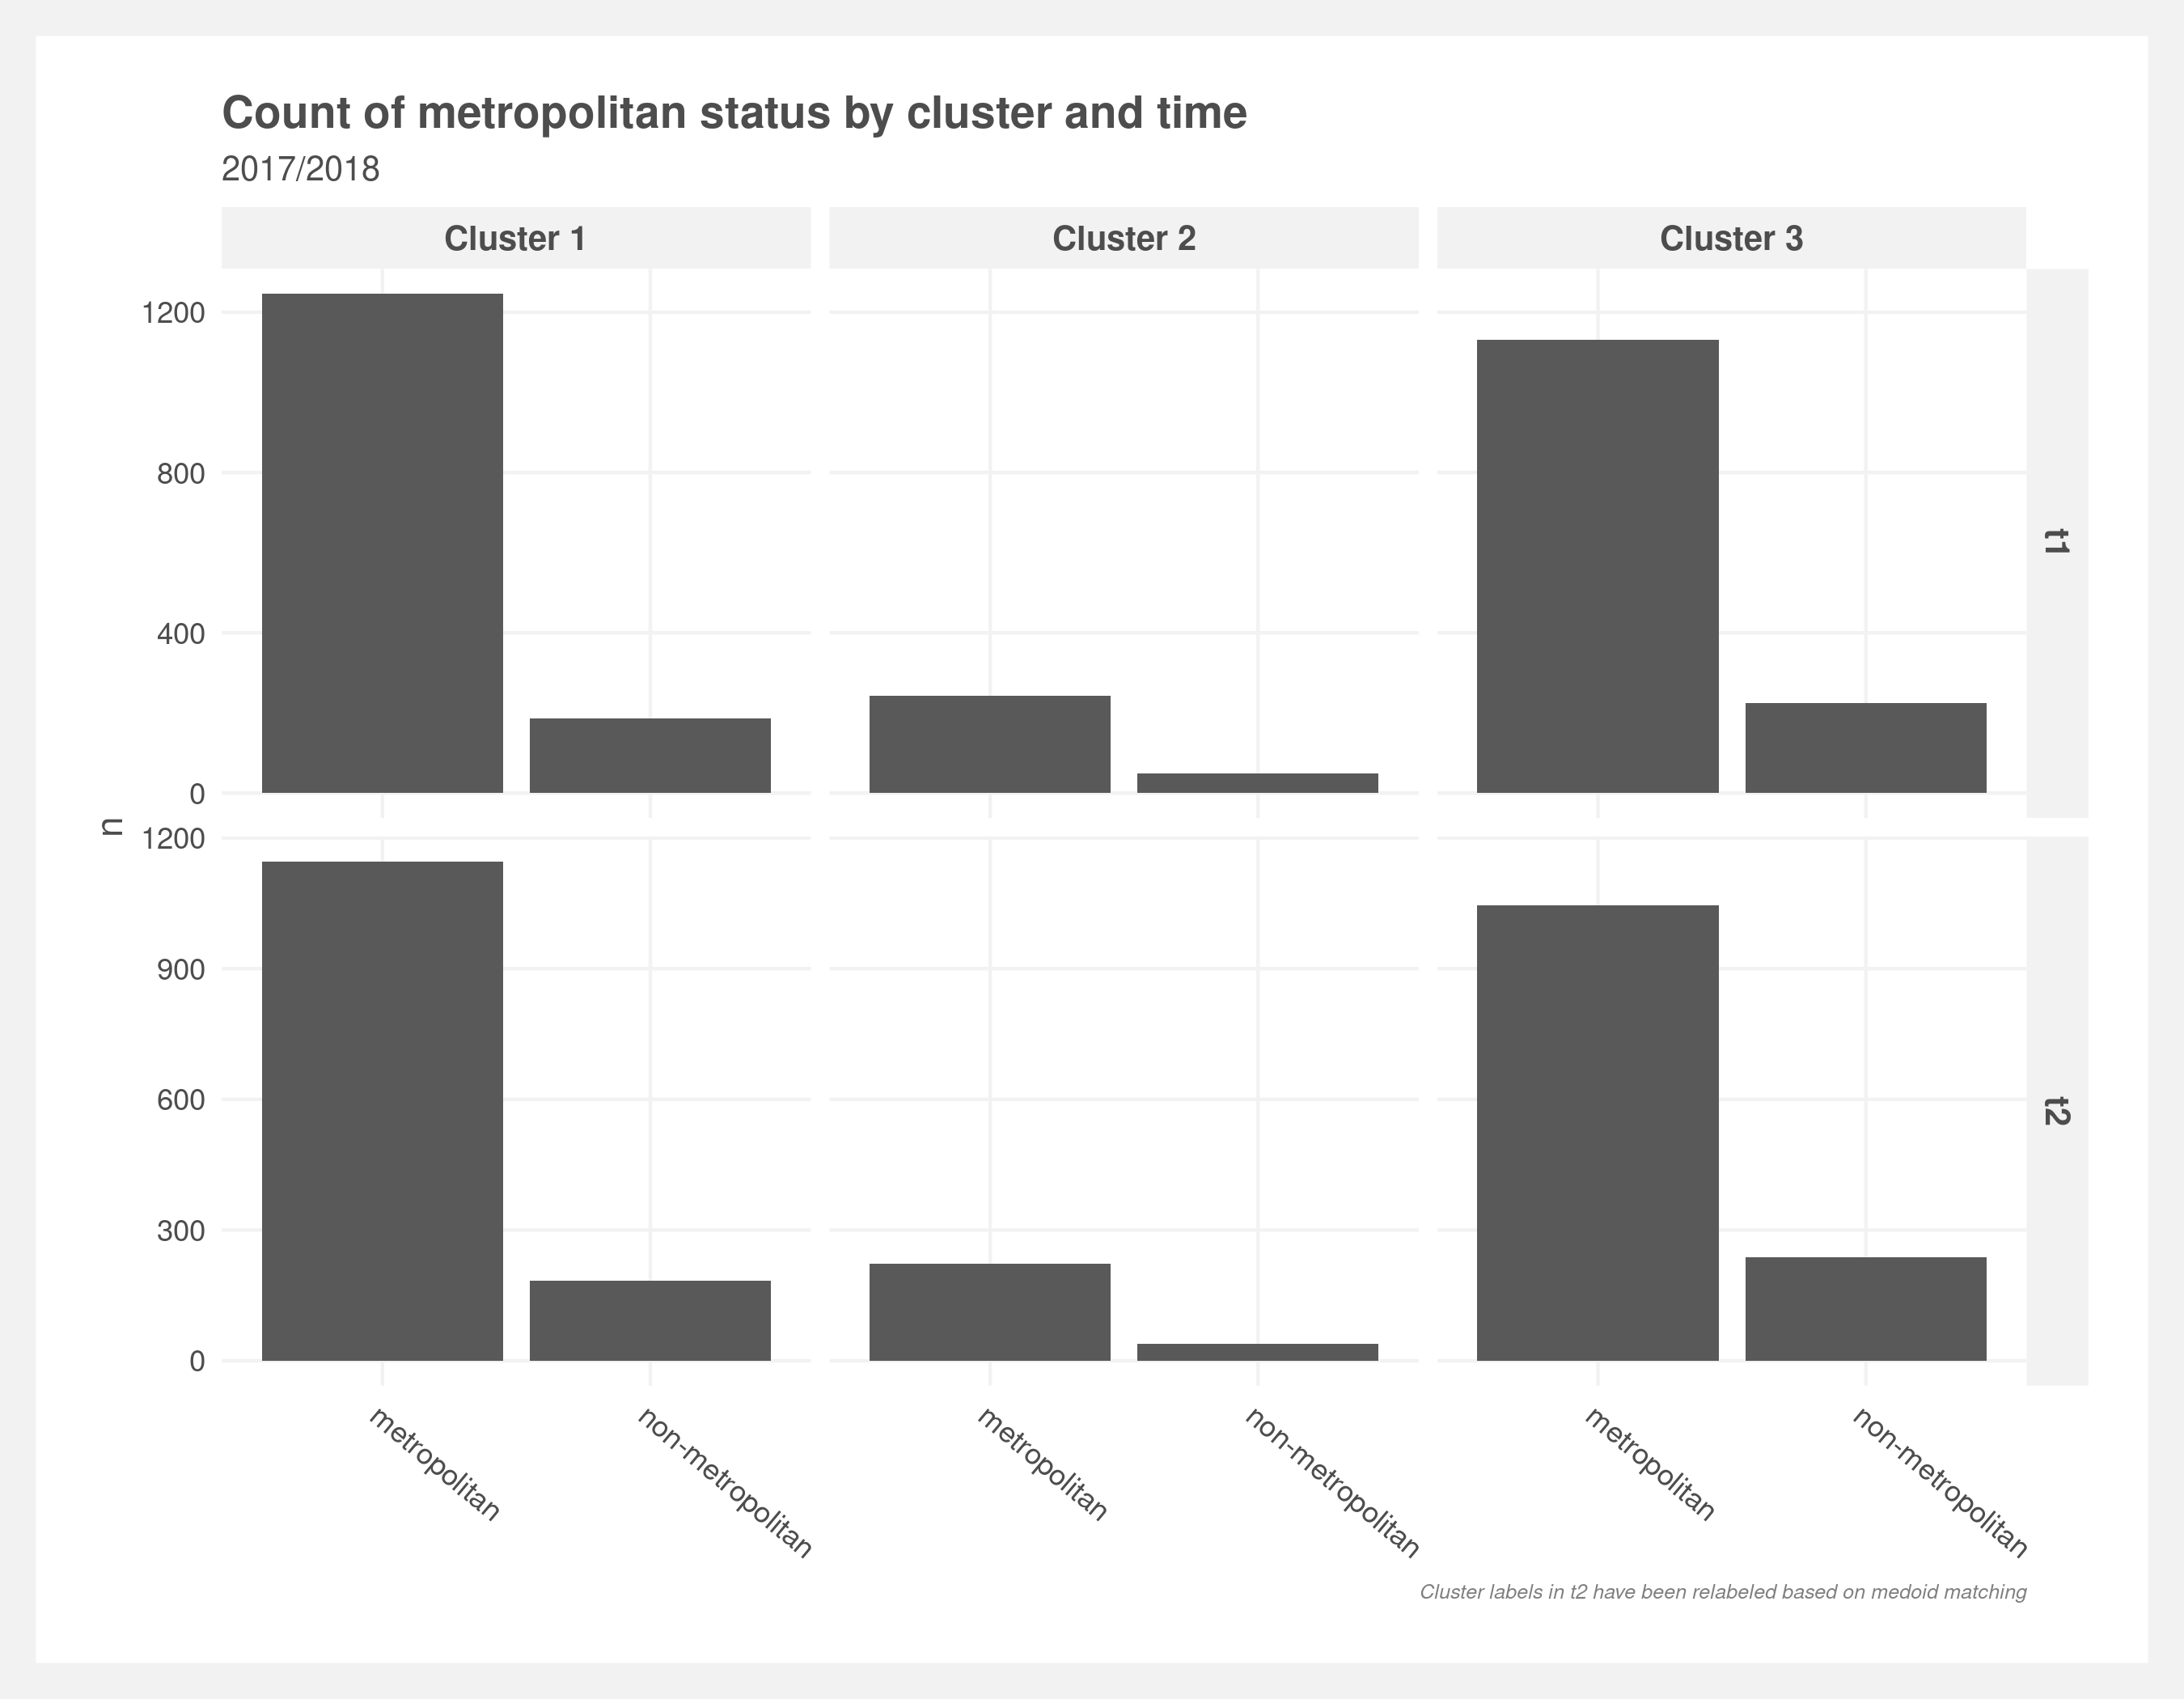 Count of metropolitan status by cluster and time
2017/2018
Cluster 1
Cluster 2
Cluster 3
1200
800
400
0
t1
n
1200
900
600
300
0
t2
metropolitan
non-metropolitan
metropolitan
non-metropolitan
metropolitan
non-metropolitan
Cluster labels in t2 have been relabeled based on medoid matching